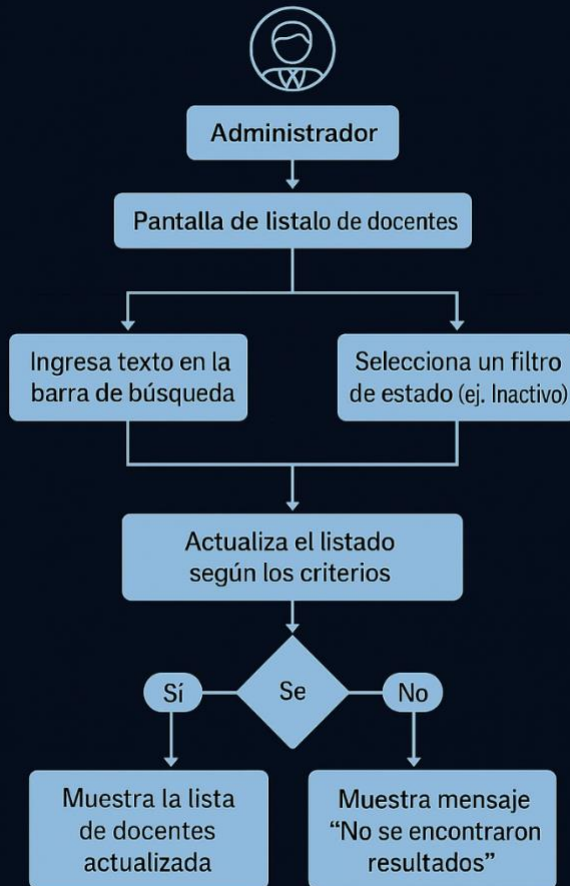 Administrador
Pantalla de listalo de docentes
Ingresa texto en la
barra de búsqueda
Selecciona un filtro
de estado (ej. Inactivo)
Actualiza el listado
según los criterios
Sí
Se
No
Muestra la lista
de docentes
actualizada
Muestra mensaje
“No se encontraron
resultados”